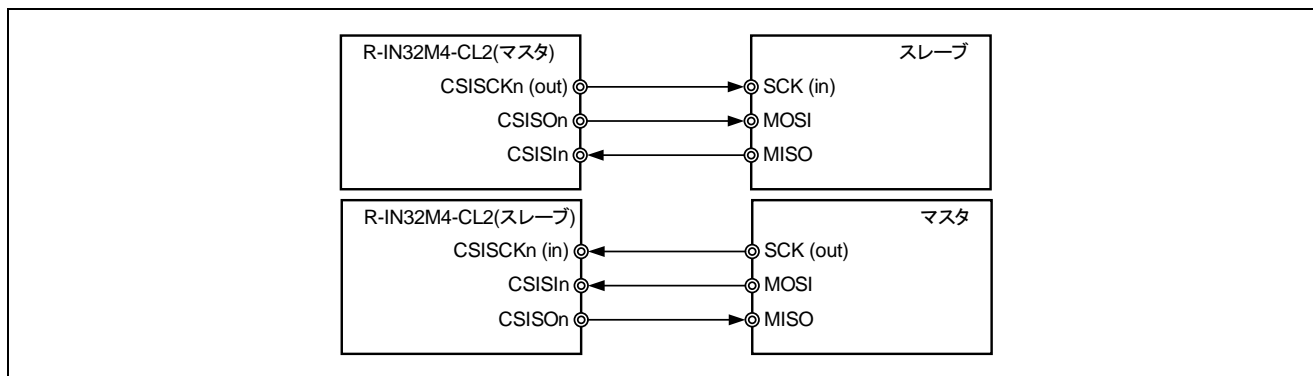 R-IN32M4-CL2(マスタ)
スレーブ
CSISCKn (out)
SCK (in)
CSISOn
MOSI
CSISIn
MISO
R-IN32M4-CL2(スレーブ)
マスタ
CSISCKn (in)
SCK (out)
CSISIn
MOSI
CSISOn
MISO